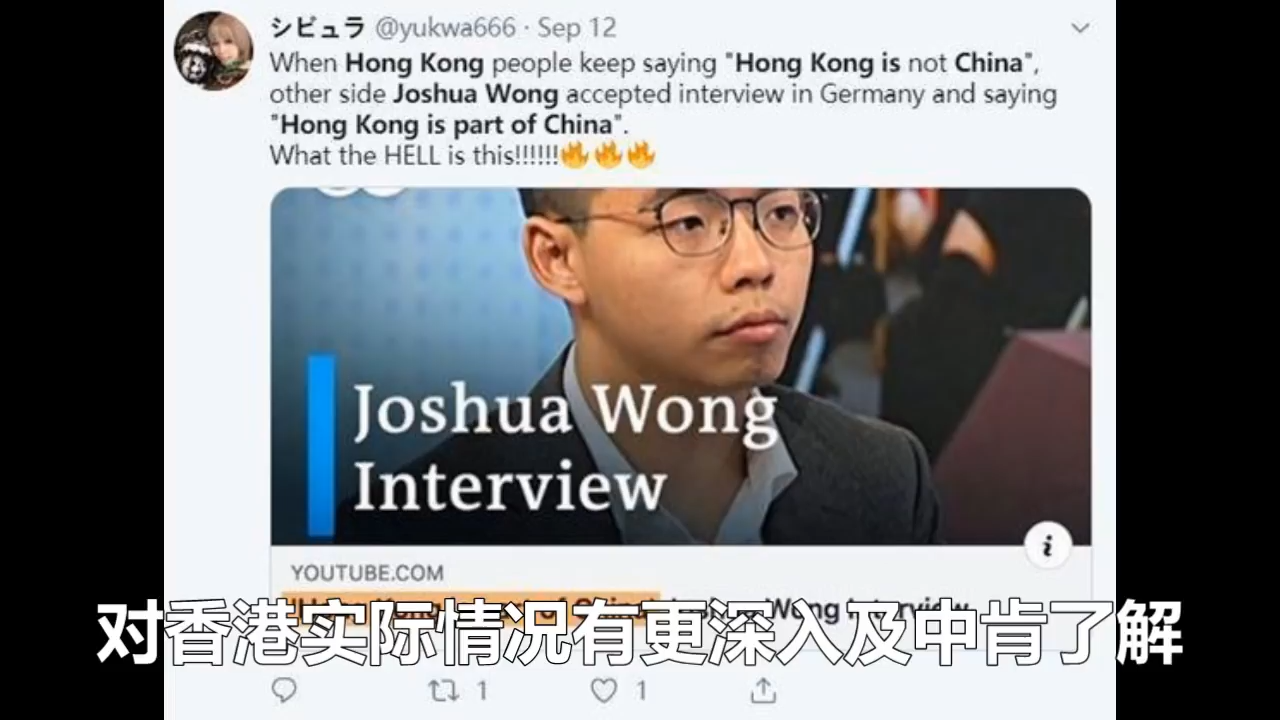 シビュラ @yukwa666 · Sep 12
When Hong Kong people keep saying "Hong Kong is not China",
other side Joshua Wong accepted interview in Germany and saying
"Hong Kong is part of China".
What the HELL is this!!!!!!🔥🔥🔥
Joshua Wong
Interview
YOUTUBE.COM
Joshua Wong Interview
对香港实际情况有更深入及中肯了解
1 1